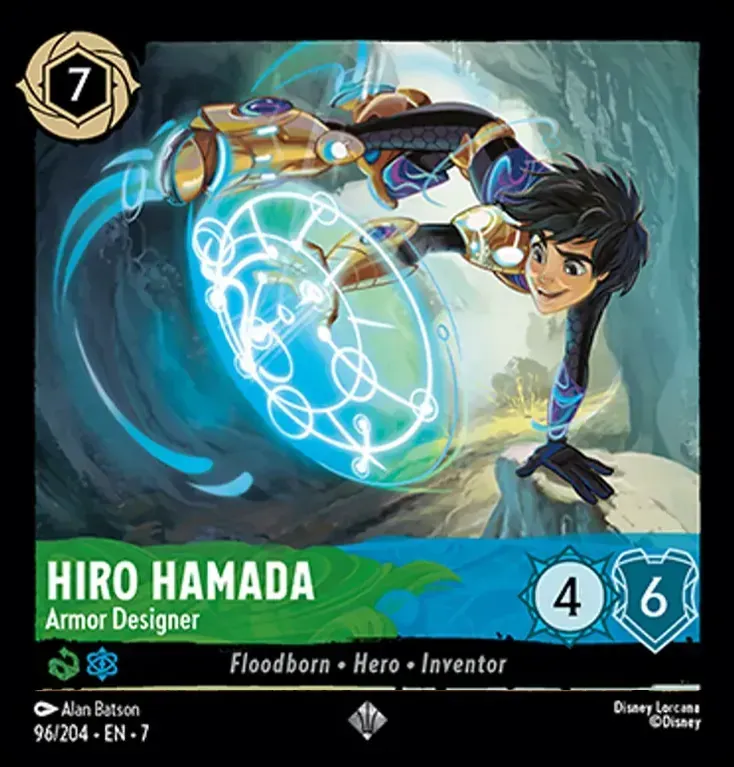 7
HIRO HAMADA
Armor Designer
4
6
Floodborn • Hero • Inventor
Alan Batson
Disney Lorcana
96/204 • EN • 7
©Disney